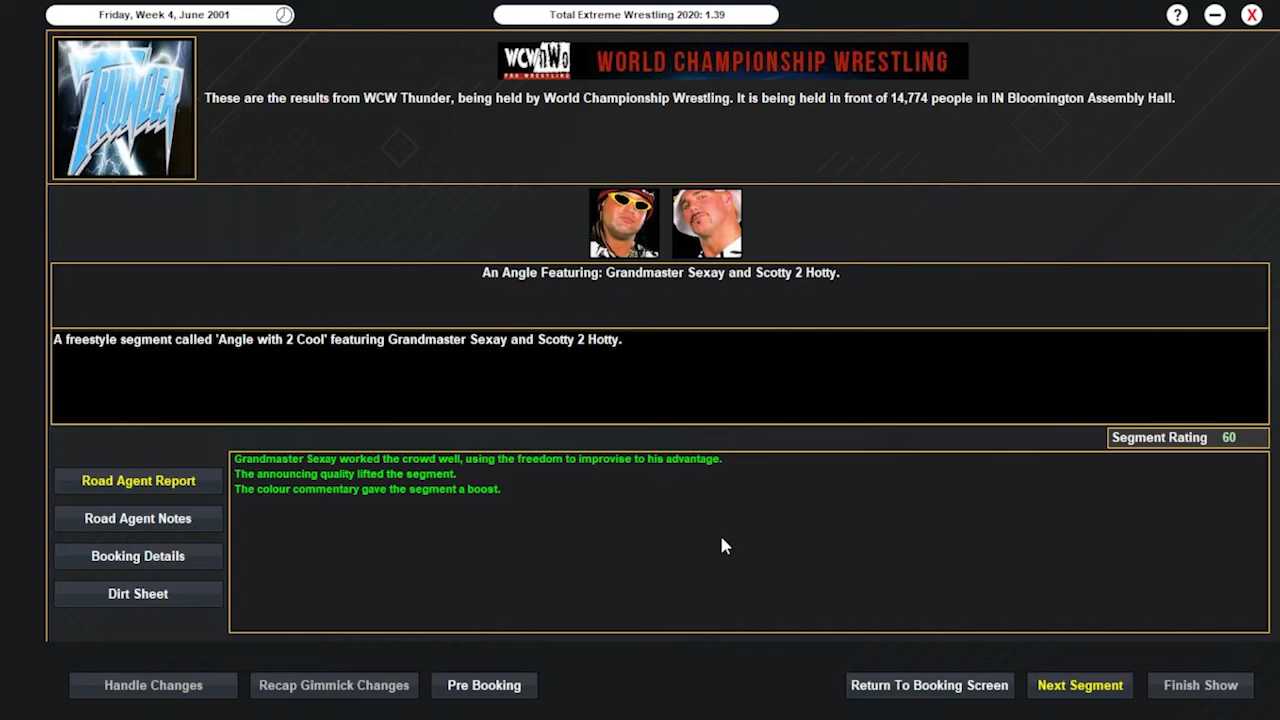 Friday, Week 4, June 2001
Total Extreme Wrestling 2020: 1.39
?
X
THUNDER
WCW
PRO WRESTLING
WORLD CHAMPIONSHIP WRESTLING
These are the results from WCW Thunder, being held by World Championship Wrestling. It is being held in front of 14,774 people in IN Bloomington Assembly Hall.
An Angle Featuring: Grandmaster Sexay and Scotty 2 Hotty.
A freestyle segment called 'Angle with 2 Cool' featuring Grandmaster Sexay and Scotty 2 Hotty.
Segment Rating 60
Grandmaster Sexay worked the crowd well, using the freedom to improvise to his advantage.
The announcing quality lifted the segment.
The colour commentary gave the segment a boost.
Road Agent Report
Road Agent Notes
Booking Details
Dirt Sheet
Handle Changes
Recap Gimmick Changes
Pre Booking
Return To Booking Screen
Next Segment
Finish Show